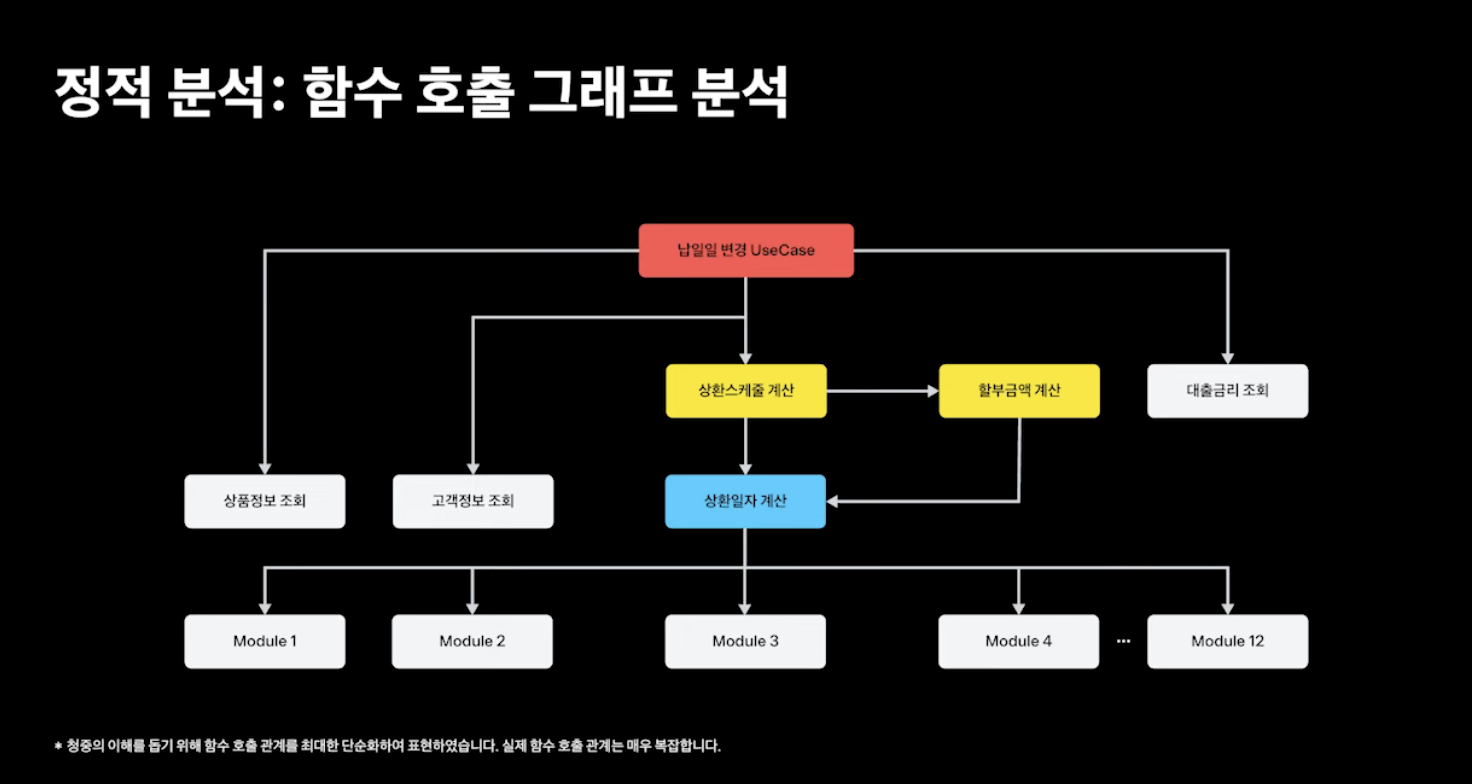 정적 분석: 함수 호출 그래프 분석
납일일 변경 UseCase
상환스케줄 계산
할부금액 계산
대출금리 조회
상품정보 조회
고객정보 조회
상환일자 계산
Module 1
Module 2
Module 3
Module 4
...
Module 12
* 청중의 이해를 돕기 위해 함수 호출 관계를 최대한 단순화하여 표현하였습니다. 실제 함수 호출 관계는 매우 복잡합니다.